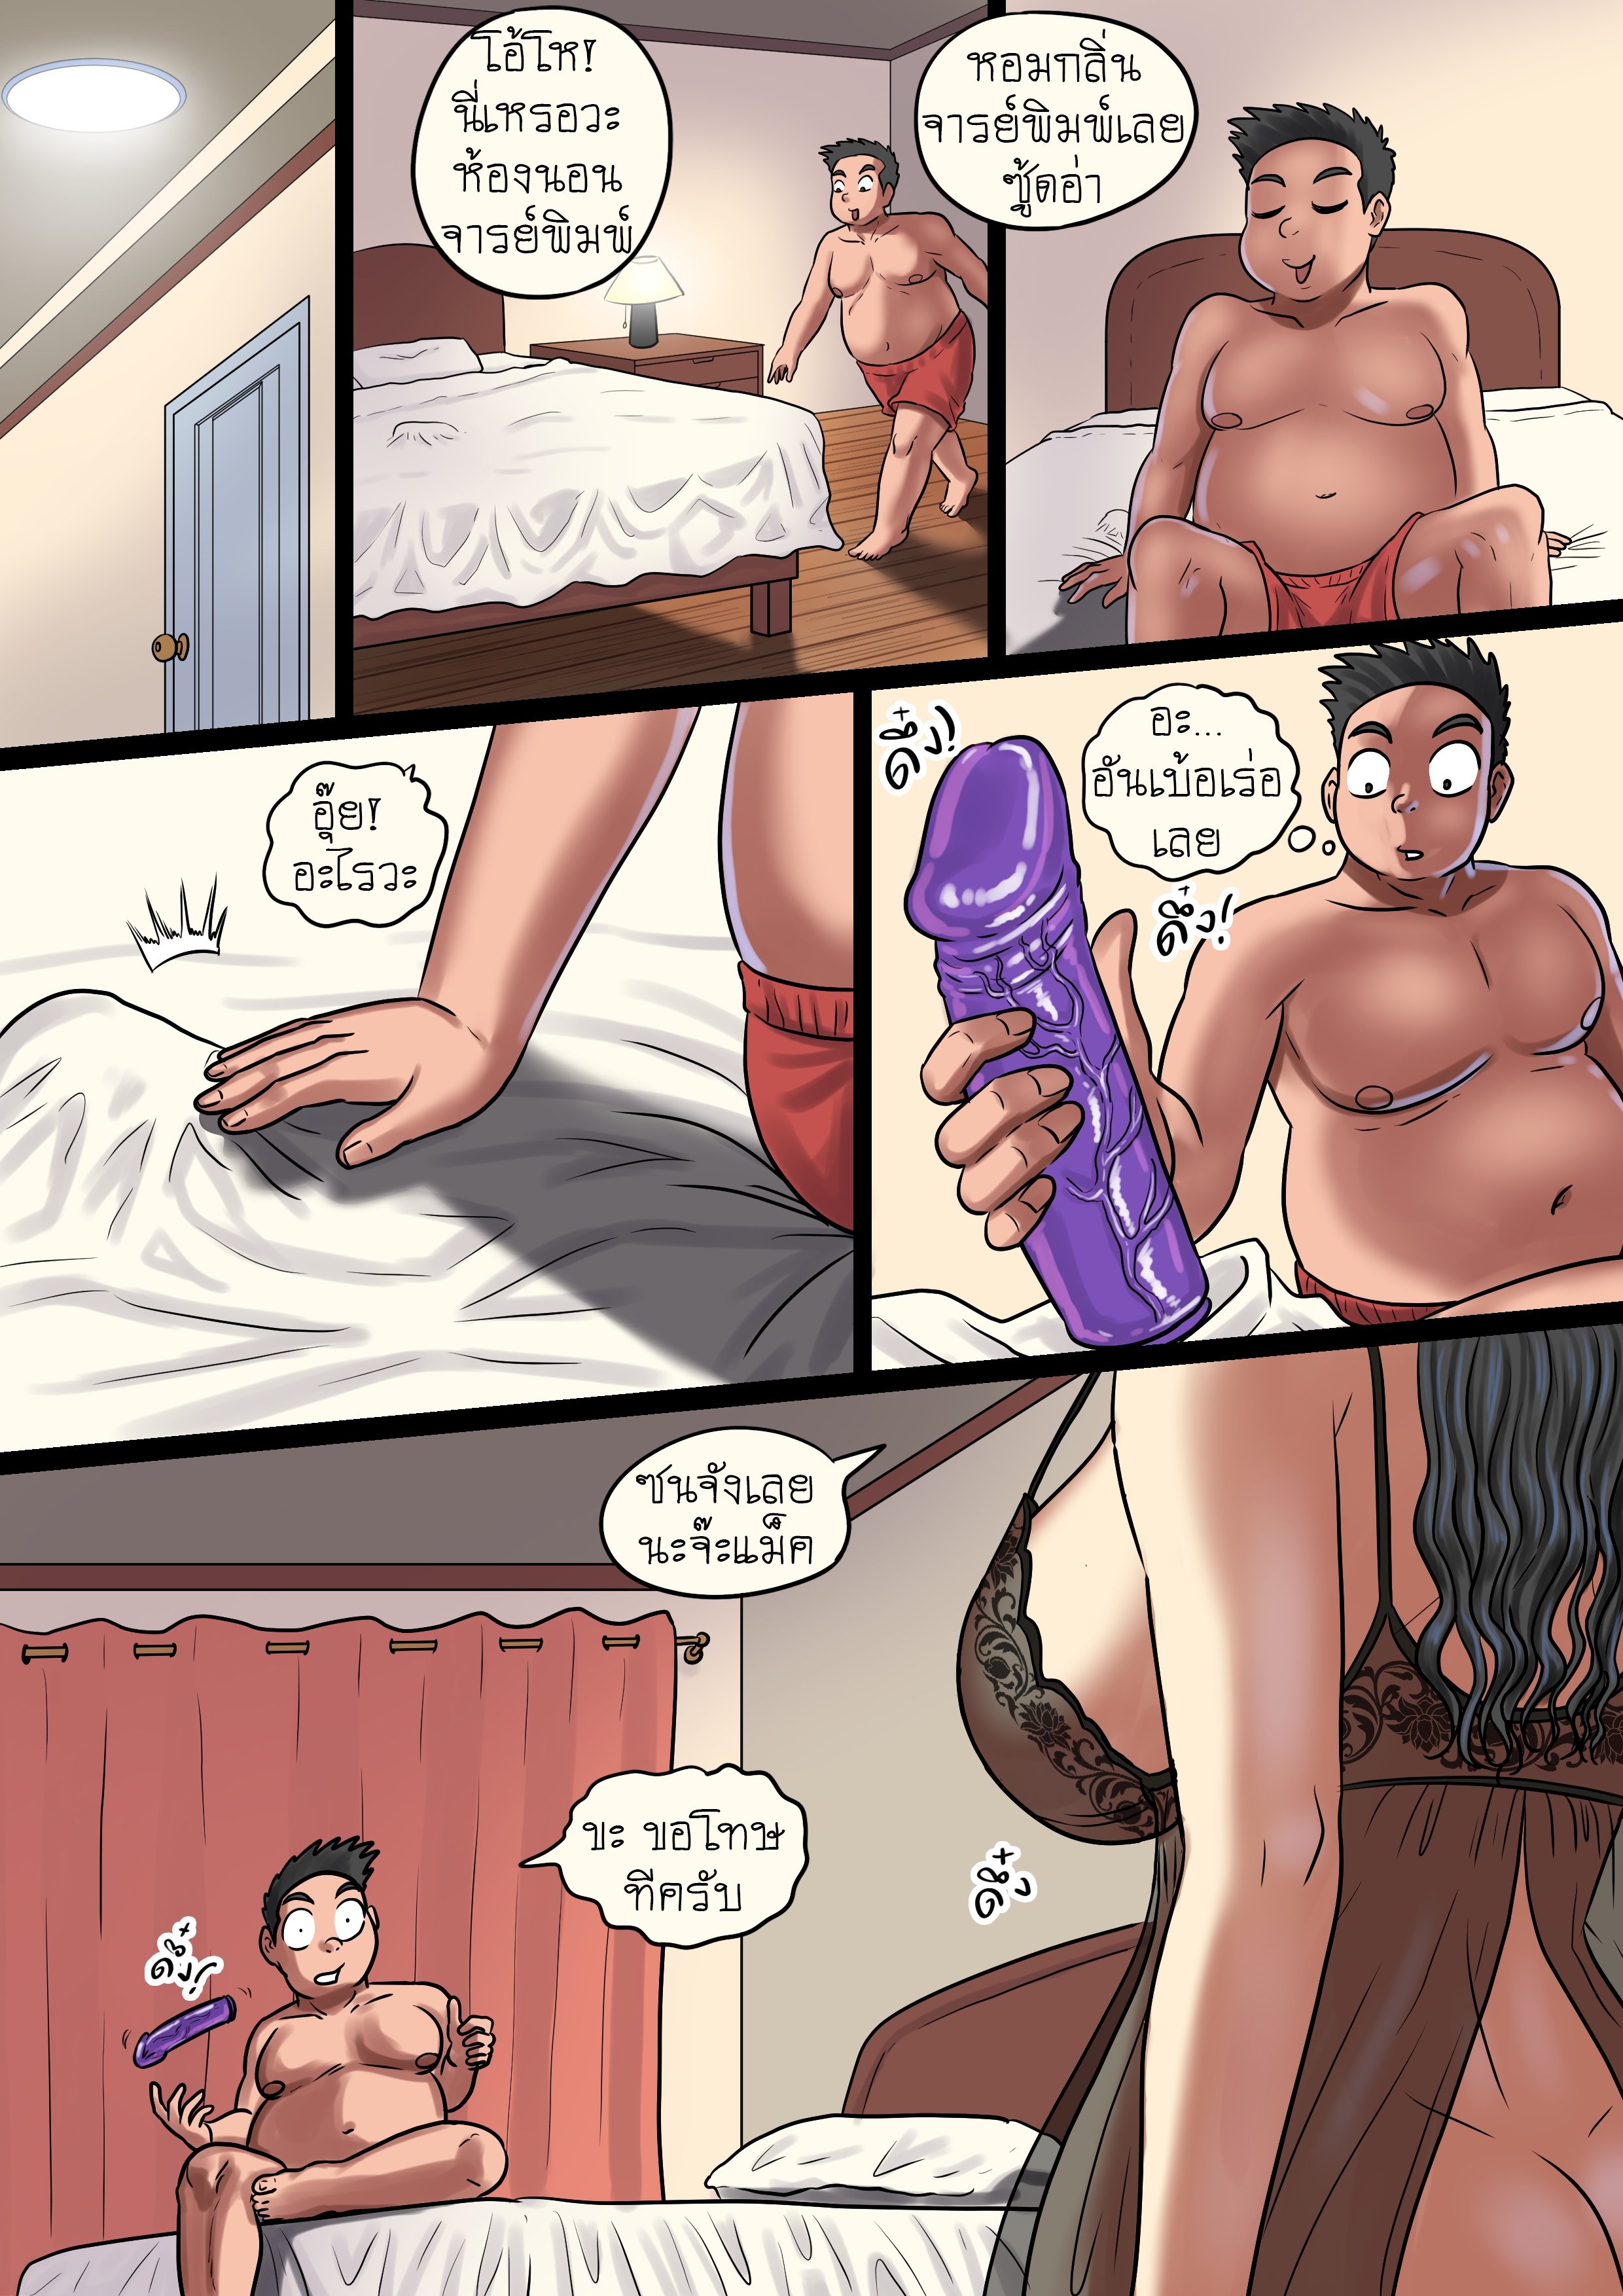 โอ้โห!
นี่เหรอวะ
ห้องนอน
จารย์พิมพ์
หอมกลิ่น
จารย์พิมพ์เลย
ซู้ดอ่า
อุ๊ย!
อะไรวะ
ดึ๋ง!
อะ...
อันเบ้อเร่อ
เลย
ดึ๋ง!
ซนจังเลย
นะจ๊ะแม็ค
ขะ ขอโทษ
ทีครับ
ดึ๋ง
ดึ๋ง!